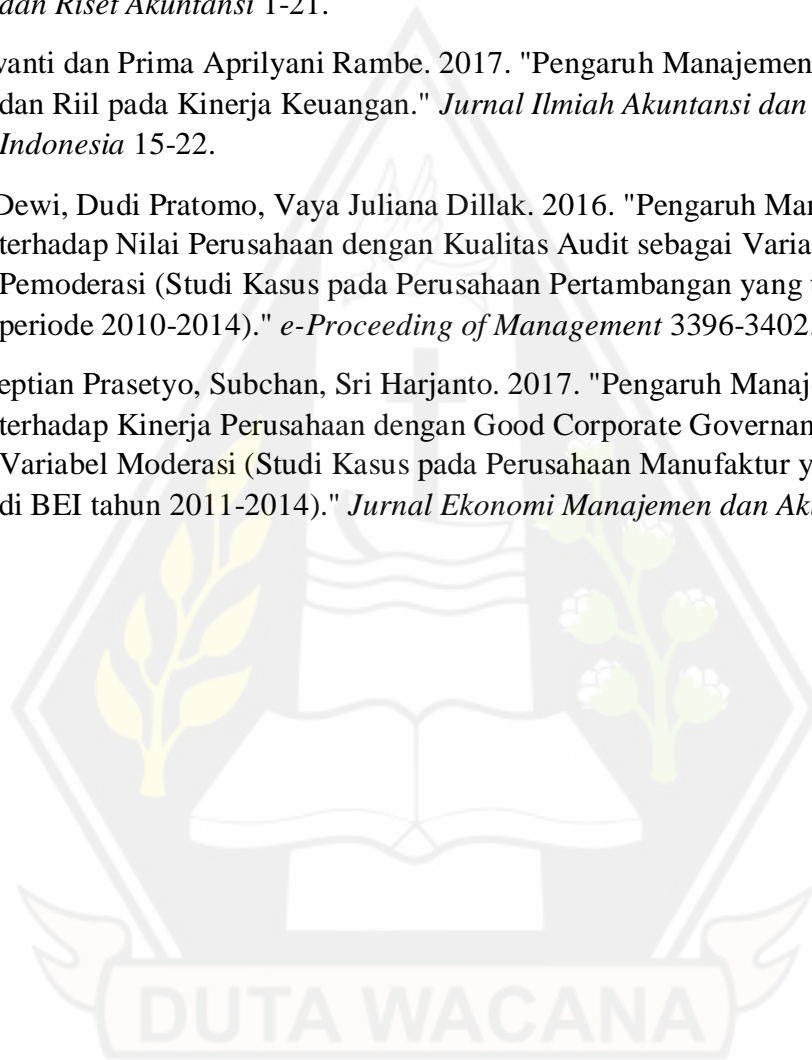 dan Riset Akuntansi 1-21.
vanti dan Prima Aprilyani Rambe. 2017. "Pengaruh Manajemen
dan Riil pada Kinerja Keuangan." Jurnal Ilmiah Akuntansi dan
Indonesia 15-22.
Dewi, Dudi Pratomo, Vaya Juliana Dillak. 2016. "Pengaruh Man
terhadap Nilai Perusahaan dengan Kualitas Audit sebagai Varia
Pemoderasi (Studi Kasus pada Perusahaan Pertambangan yang
periode 2010-2014)." e-Proceeding of Management 3396-3402.
eptian Prasetyo, Subchan, Sri Harjanto. 2017. "Pengaruh Manaj
terhadap Kinerja Perusahaan dengan Good Corporate Governan
Variabel Moderasi (Studi Kasus pada Perusahaan Manufaktur y
di BEI tahun 2011-2014)." Jurnal Ekonomi Manajemen dan Ak
DUTA WACANA